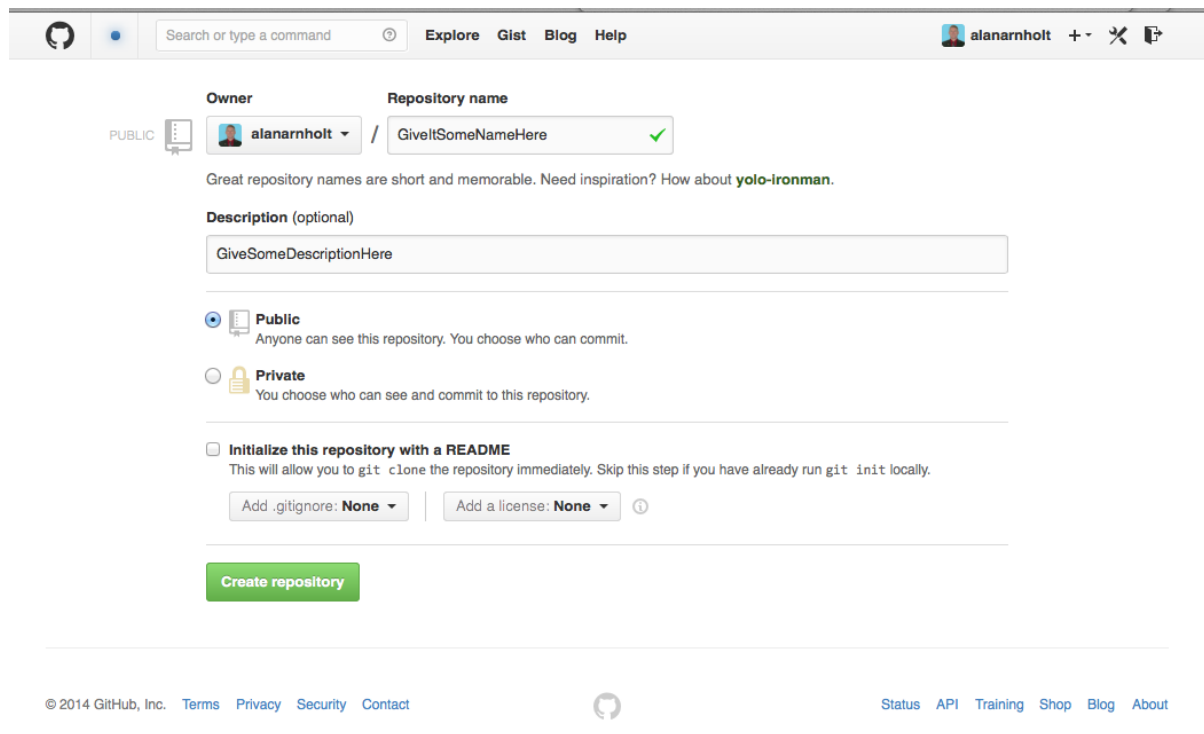 Search or type a command Explore Gist Blog Help alanarnholt
Owner Repository name
PUBLIC alanarnholt / GiveItSomeNameHere
Great repository names are short and memorable. Need inspiration? How about yolo-ironman.
Description (optional)
GiveSomeDescriptionHere
Public
Anyone can see this repository. You choose who can commit.
Private
You choose who can see and commit to this repository.
Initialize this repository with a README
This will allow you to git clone the repository immediately. Skip this step if you have already run git init locally.
Add .gitignore: None Add a license: None
Create repository
© 2014 GitHub, Inc. Terms Privacy Security Contact Status API Training Shop Blog About